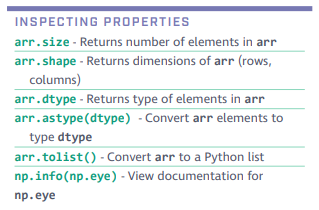 INSPECTING PROPERTIES
arr.size - Returns number of elements in arr
arr.shape - Returns dimensions of arr (rows,
columns)
arr.dtype - Returns type of elements in arr
arr.astype(dtype) - Convert arr elements to
type dtype
arr.tolist() - Convert arr to a Python list
np.info(np.eye) - View documentation for
np.eye